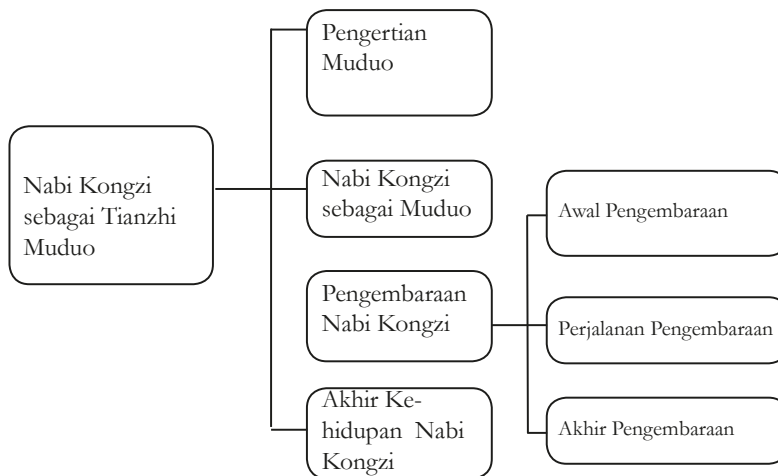 Nabi Kongzi
sebagai Tianzhi
Muduo
Pengertian
Muduo
Nabi Kongzi
sebagai Muduo
Pengembaraan
Nabi Kongzi
Akhir Ke-
hidupan Nabi
Kongzi
Awal Pengembaraan
Perjalanan Pengembaraan
Akhir Pengembaraan